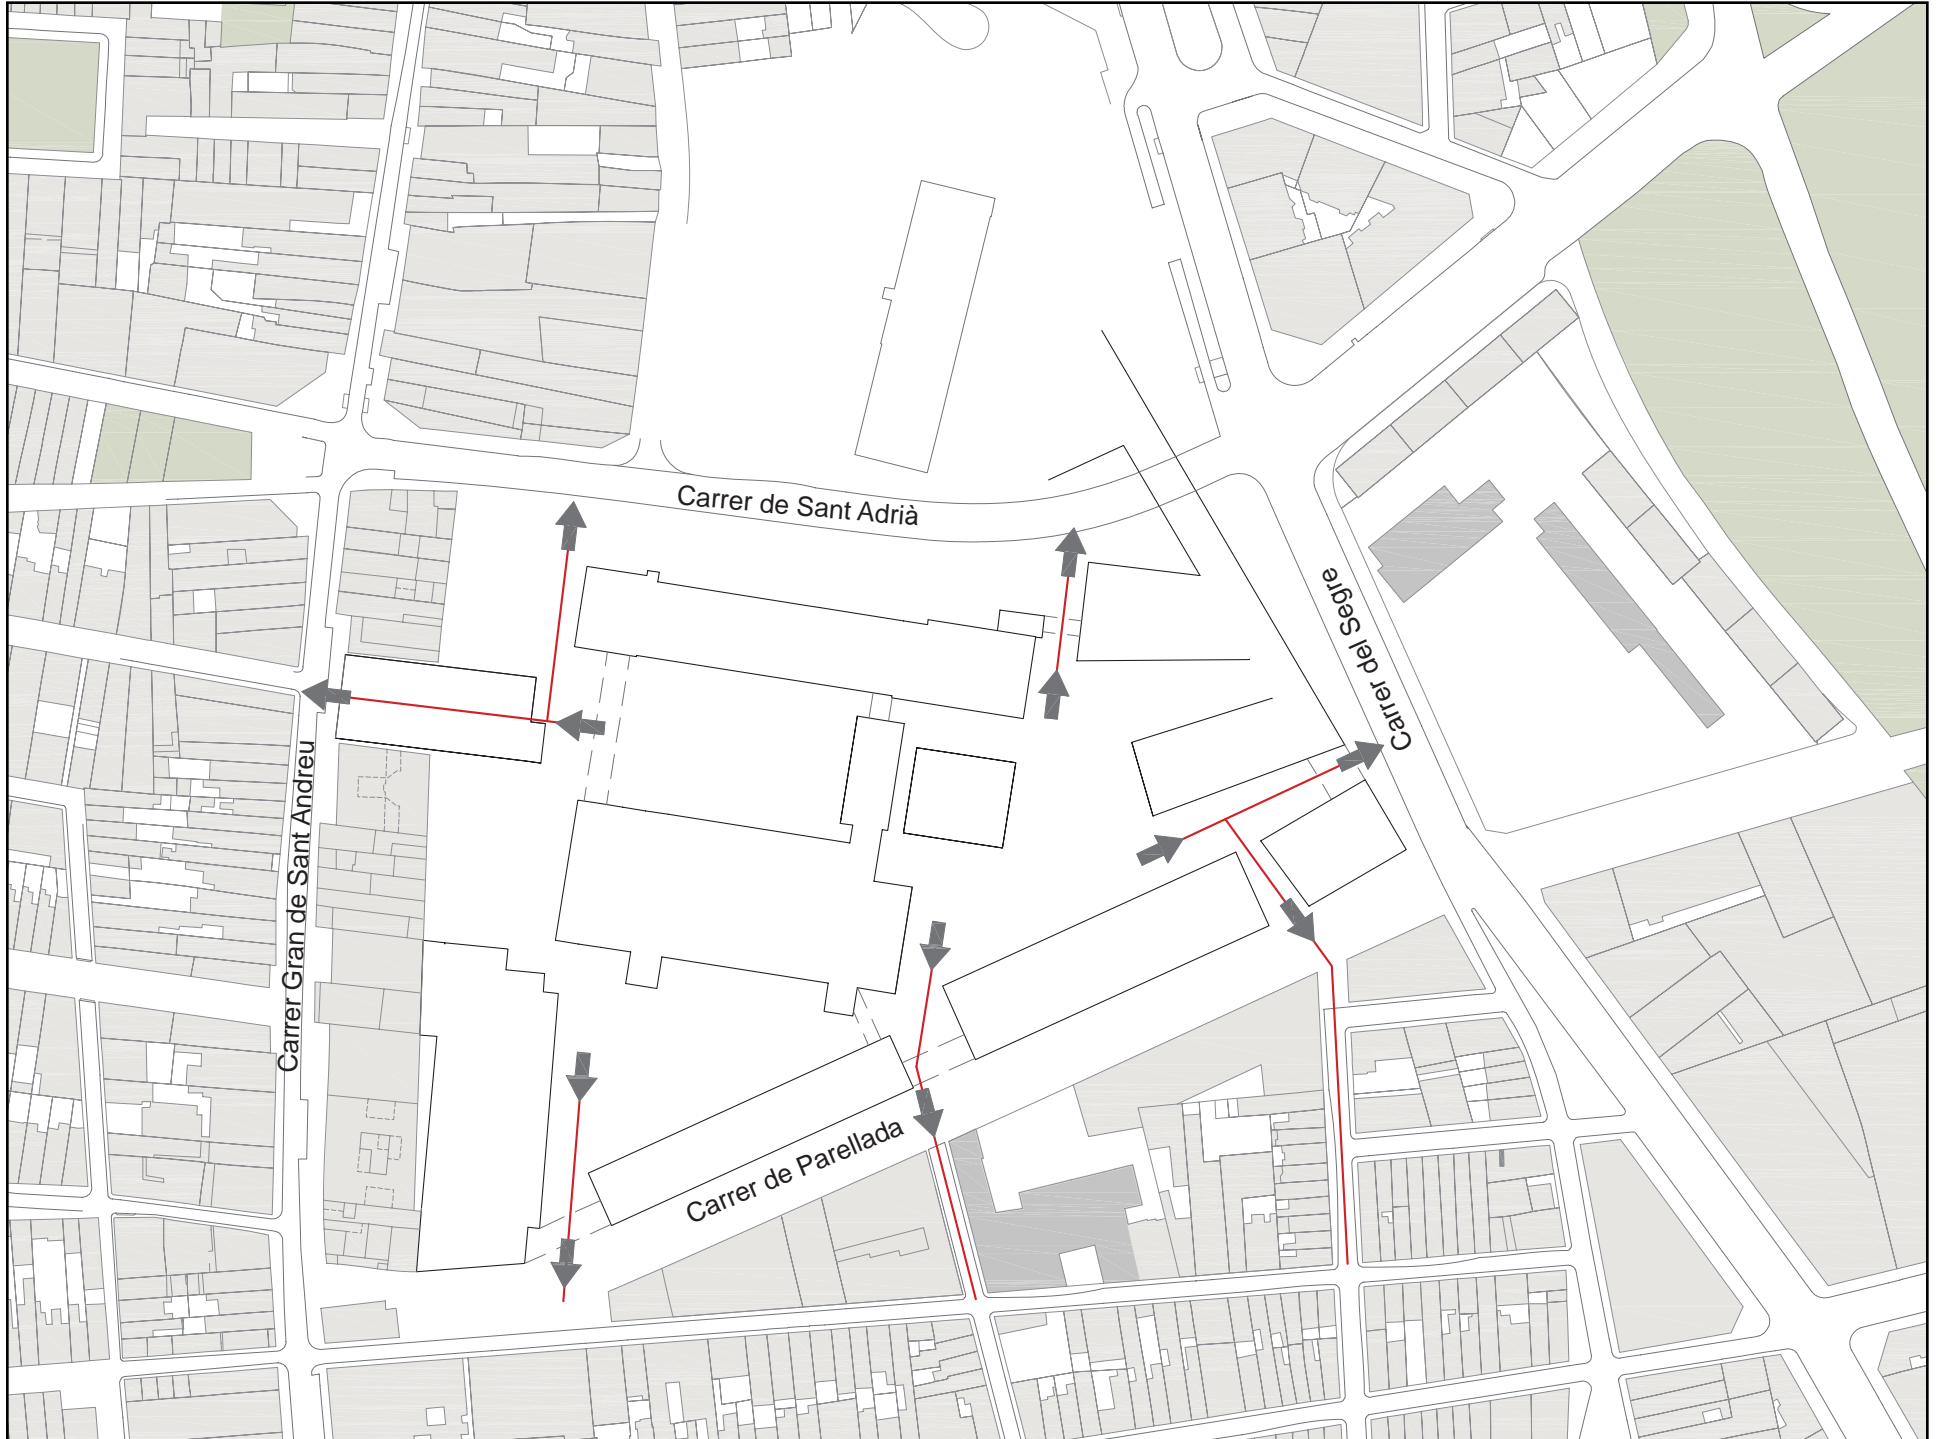 Carrer de Sant Adrià
Carrer del Segre
Carrer Gran de Sant Andreu
Carrer de Parellada